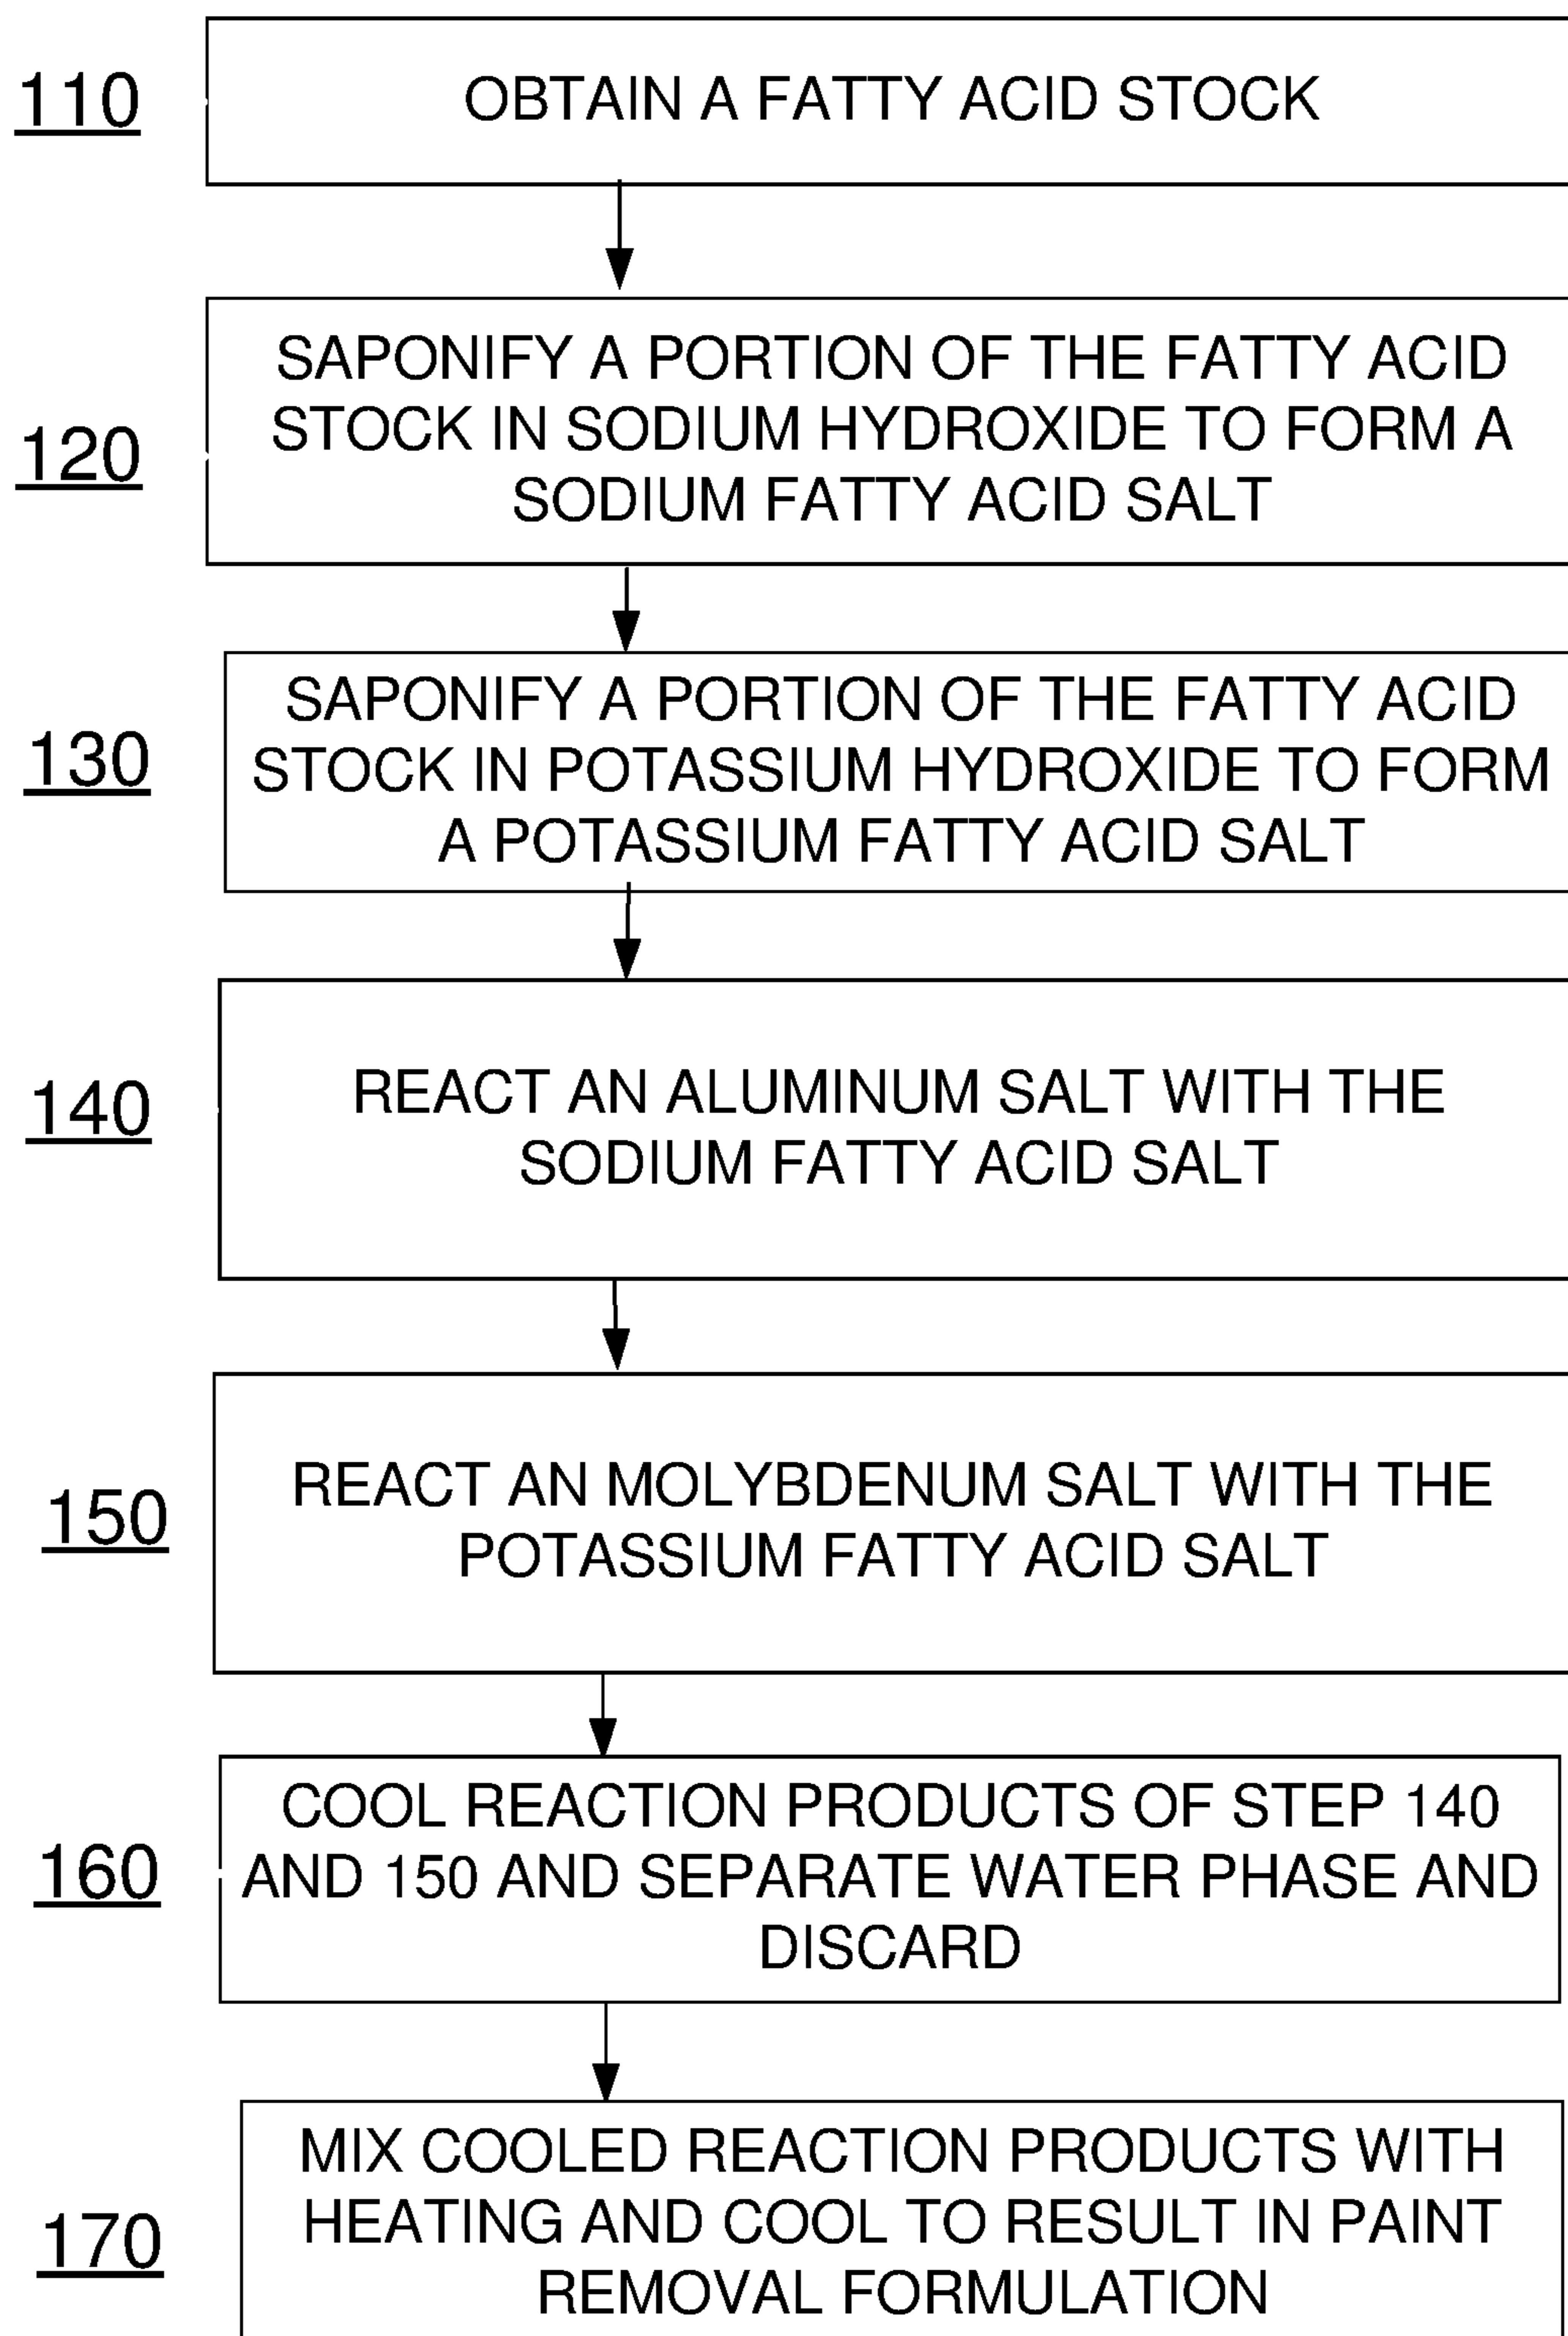 110
OBTAIN A FATTY ACID STOCK
120
SAPONIFY A PORTION OF THE FATTY ACID
STOCK IN SODIUM HYDROXIDE TO FORM A
SODIUM FATTY ACID SALT
130
SAPONIFY A PORTION OF THE FATTY ACID
STOCK IN POTASSIUM HYDROXIDE TO FORM
A POTASSIUM FATTY ACID SALT
140
REACT AN ALUMINUM SALT WITH THE
SODIUM FATTY ACID SALT
150
REACT AN MOLYBDENUM SALT WITH THE
POTASSIUM FATTY ACID SALT
160
COOL REACTION PRODUCTS OF STEP 140
AND 150 AND SEPARATE WATER PHASE AND
DISCARD
170
MIX COOLED REACTION PRODUCTS WITH
HEATING AND COOL TO RESULT IN PAINT
REMOVAL FORMULATION